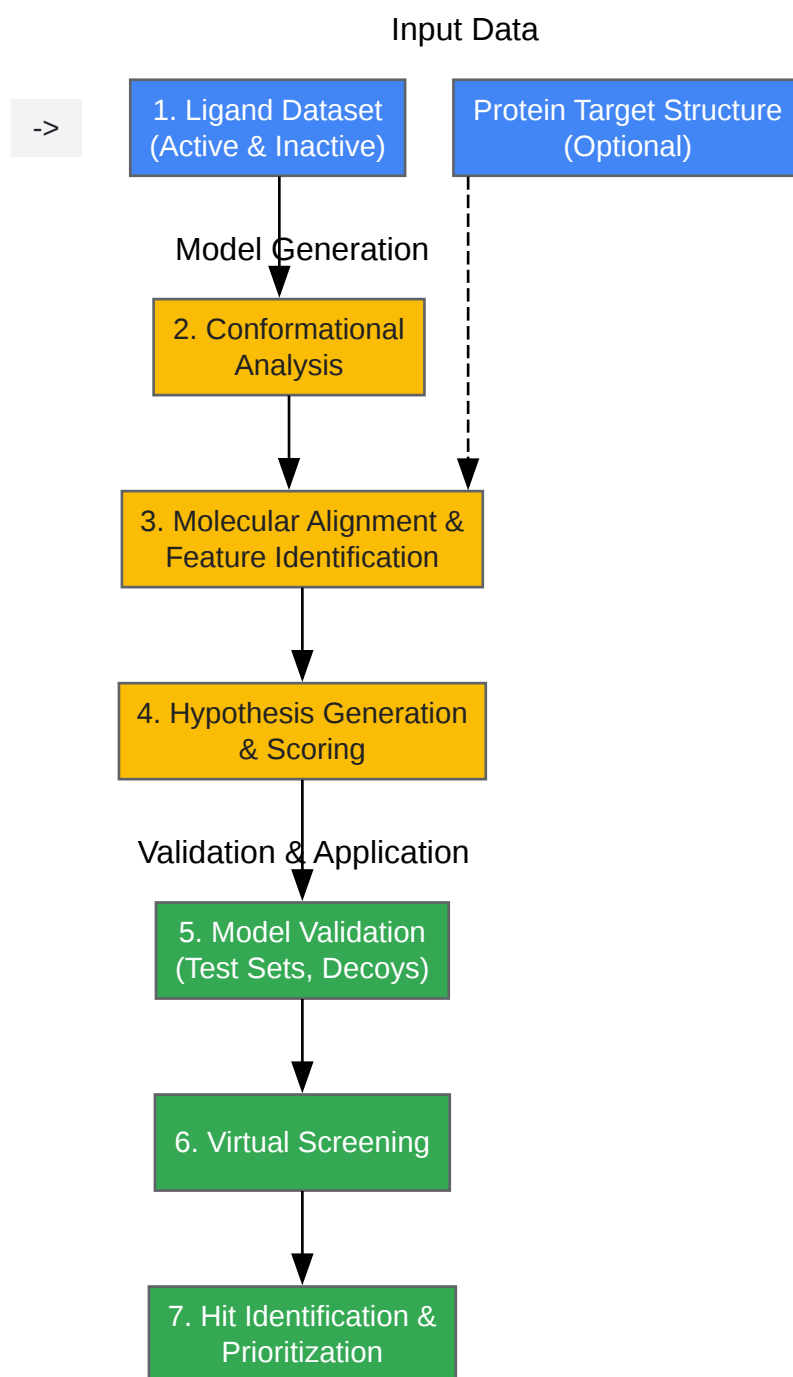 Input Data
->
1. Ligand Dataset
(Active & Inactive)
Protein Target Structure
(Optional)
Model Generation
2. Conformational
Analysis
3. Molecular Alignment &
Feature Identification
4. Hypothesis Generation
& Scoring
Validation & Application
5. Model Validation
(Test Sets, Decoys)
6. Virtual Screening
7. Hit Identification &
Prioritization